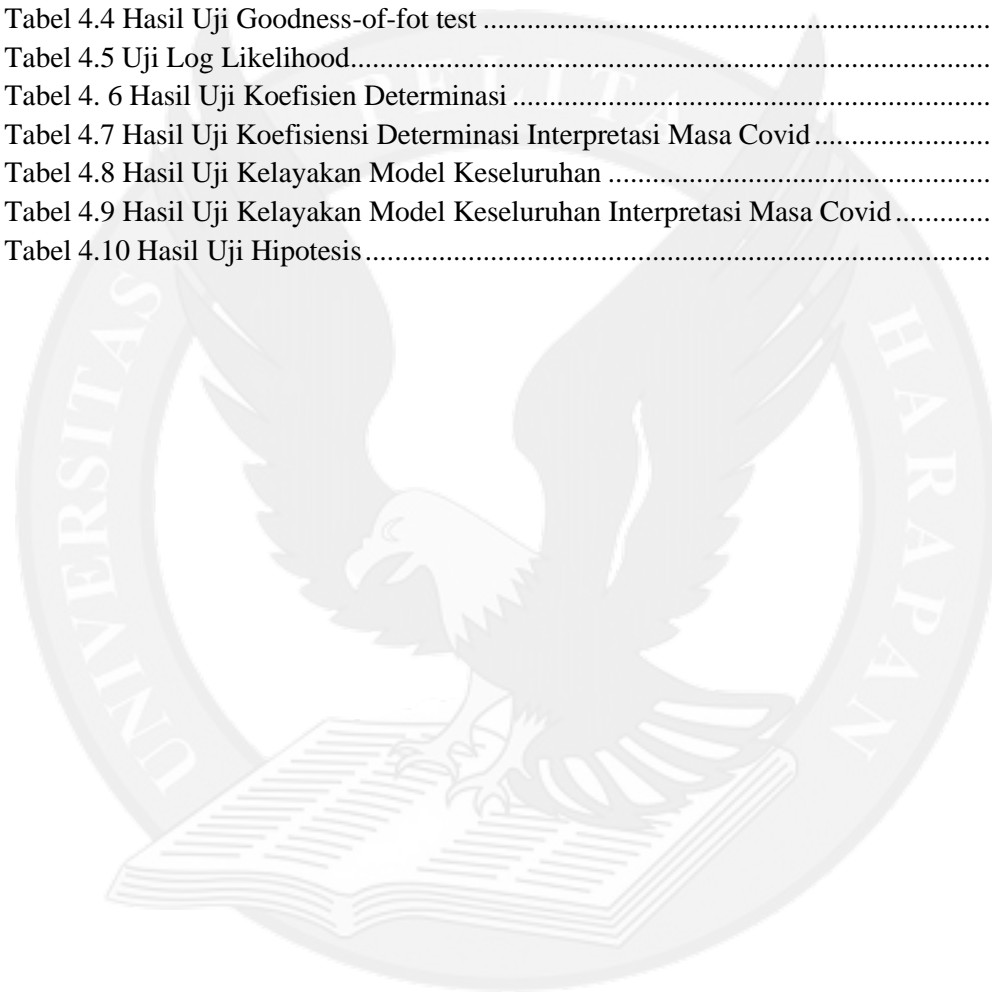 Tabel 4.4 Hasil Uji Goodness-of-fot test ........................................................................................
Tabel 4.5 Uji Log Likelihood................................................................................................................
Tabel 4. 6 Hasil Uji Koefisien Determinasi ...................................................................................
Tabel 4.7 Hasil Uji Koefisiensi Determinasi Interpretasi Masa Covid ..............................
Tabel 4.8 Hasil Uji Kelayakan Model Keseluruhan ...................................................................
Tabel 4.9 Hasil Uji Kelayakan Model Keseluruhan Interpretasi Masa Covid ..............
Tabel 4.10 Hasil Uji Hipotesis ..............................................................................................................
UNIVERSITAS PELITA HARAPAN